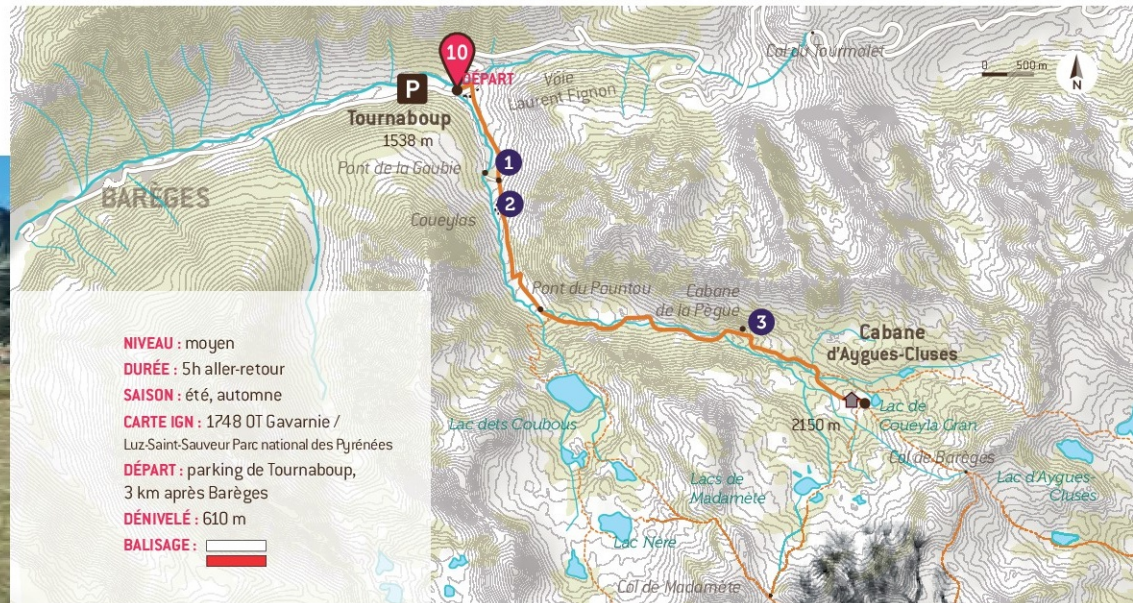 10
DÉPART
P
Tournaboup
1538 m
Voie
Laurent Fignon
Col du Tourmalet
0 500 m
N
Pont de la Gaubie
1
BARÈGES
2
Coueylas
Pont du Pountou
Cabane
de la Pègue
3
Cabane
d'Aygues-Cluses
2150 m
Lac de
Coueyla Gran
Lac dets Coubous
Col de Barèges
Lacs de
Madamète
Lac d'Aygues-
Cluses
Lac Nère
Col de Madamète
NIVEAU : moyen
DURÉE : 5h aller-retour
SAISON : été, automne
CARTE IGN : 1748 OT Gavarnie /
Luz-Saint-Sauveur Parc national des Pyrénées
DÉPART : parking de Tournaboup,
3 km après Barèges
DÉNIVELÉ : 610 m
BALISAGE :